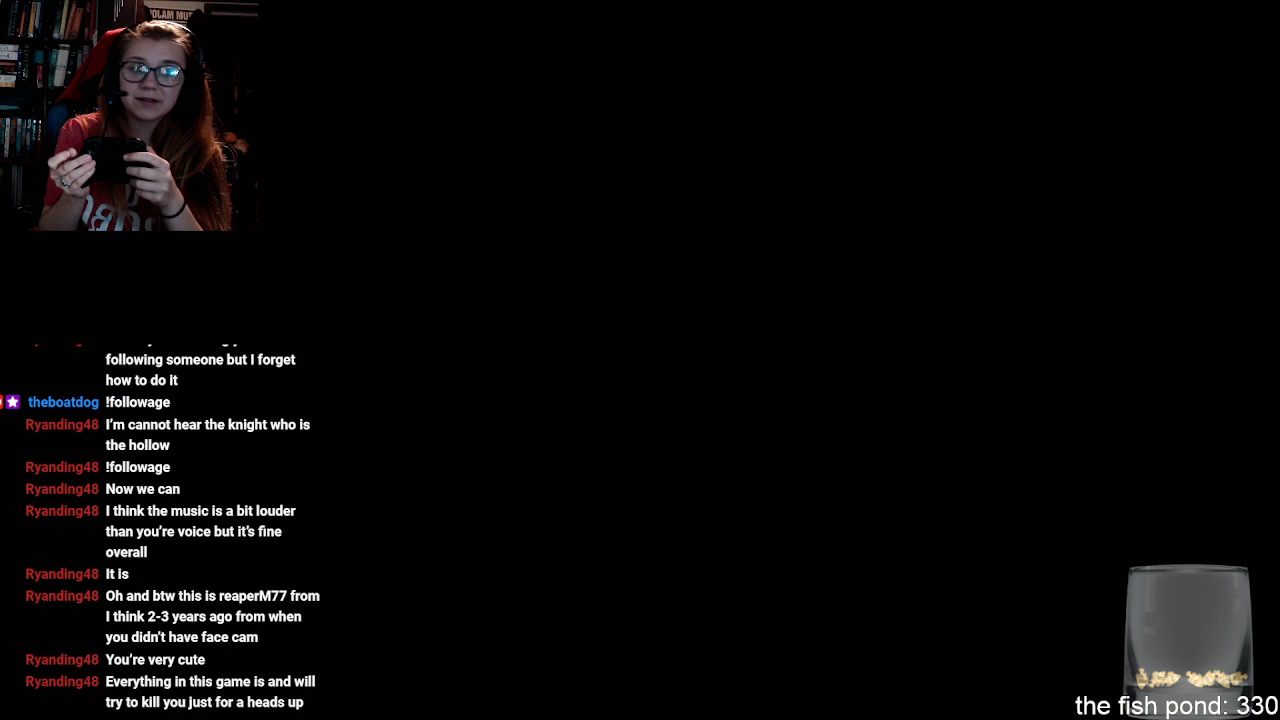 following someone but I forget
how to do it
theboatdog !followage
Ryanding48 I'm cannot hear the knight who is
the hollow
Ryanding48 !followage
Ryanding48 Now we can
Ryanding48 I think the music is a bit louder
than you're voice but it's fine
overall
Ryanding48 It is
Ryanding48 Oh and btw this is reaperM77 from
I think 2-3 years ago from when
you didn't have face cam
Ryanding48 You're very cute
Ryanding48 Everything in this game is and will
try to kill you just for a heads up
the fish pond: 330